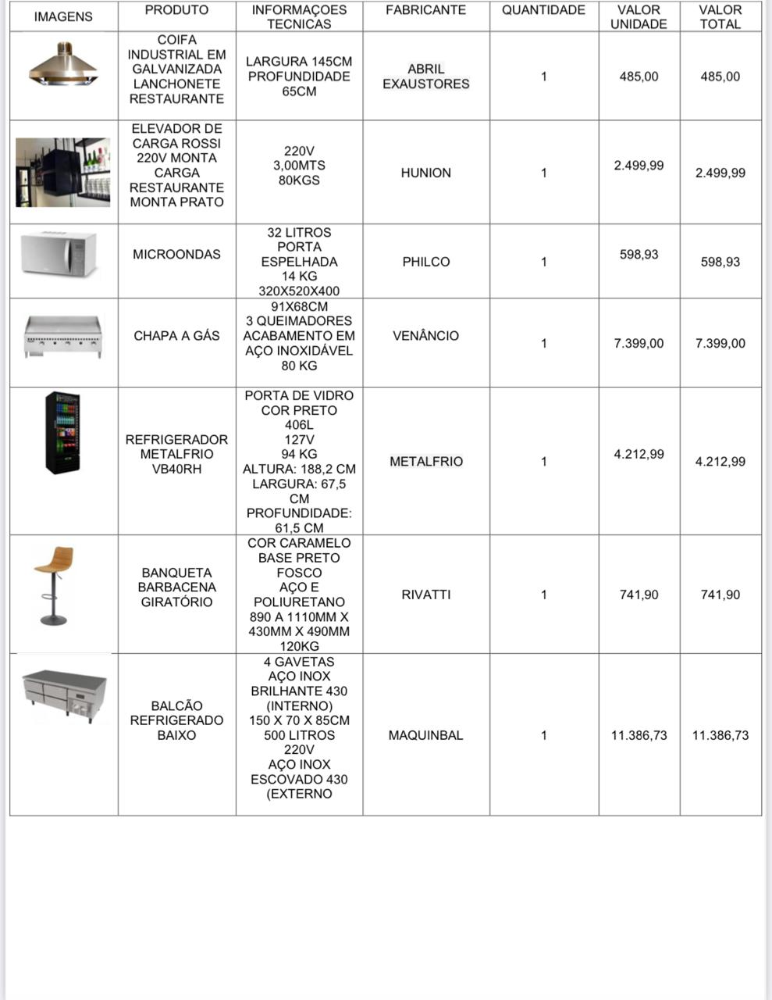 IMAGENS
PRODUTO
INFORMAÇOES
TECNICAS
FABRICANTE
QUANTIDADE
VALOR
UNIDADE
VALOR
TOTAL
COIFA
INDUSTRIAL EM
GALVANIZADA
LANCHONETE
RESTAURANTE
LARGURA 145CM
PROFUNDIDADE
65CM
ABRIL
EXAUSTORES
1
485,00
485,00
ELEVADOR DE
CARGA ROSSI
220V MONTA
CARGA
RESTAURANTE
MONTA PRATO
220V
3,00MTS
80KGS
HUNION
1
2.499,99
2.499,99
MICROONDAS
32 LITROS
PORTA
ESPELHADA
14 KG
320X520X400
PHILCO
1
598,93
598,93
CHAPA A GÁS
91X68CM
3 QUEIMADORES
ACABAMENTO EM
AÇO INOXIDÁVEL
80 KG
VENÂNCIO
1
7.399,00
7.399,00
REFRIGERADOR
METALFRIO
VB40RH
PORTA DE VIDRO
COR PRETO
406L
127V
94 KG
ALTURA: 188,2 CM
LARGURA: 67,5
CM
PROFUNDIDADE:
61,5 CM
METALFRIO
1
4.212,99
4.212,99
BANQUETA
BARBACENA
GIRATÓRIO
COR CARAMELO
BASE PRETO
FOSCO
AÇO E
POLIURETANO
890 A 1110MM X
430MM X 490MM
120KG
RIVATTI
1
741,90
741,90
BALCÃO
REFRIGERADO
BAIXO
4 GAVETAS
AÇO INOX
BRILHANTE 430
(INTERNO)
150 X 70 X 85CM
500 LITROS
220V
AÇO INOX
ESCOVADO 430
(EXTERNO
MAQUINBAL
1
11.386,73
11.386,73